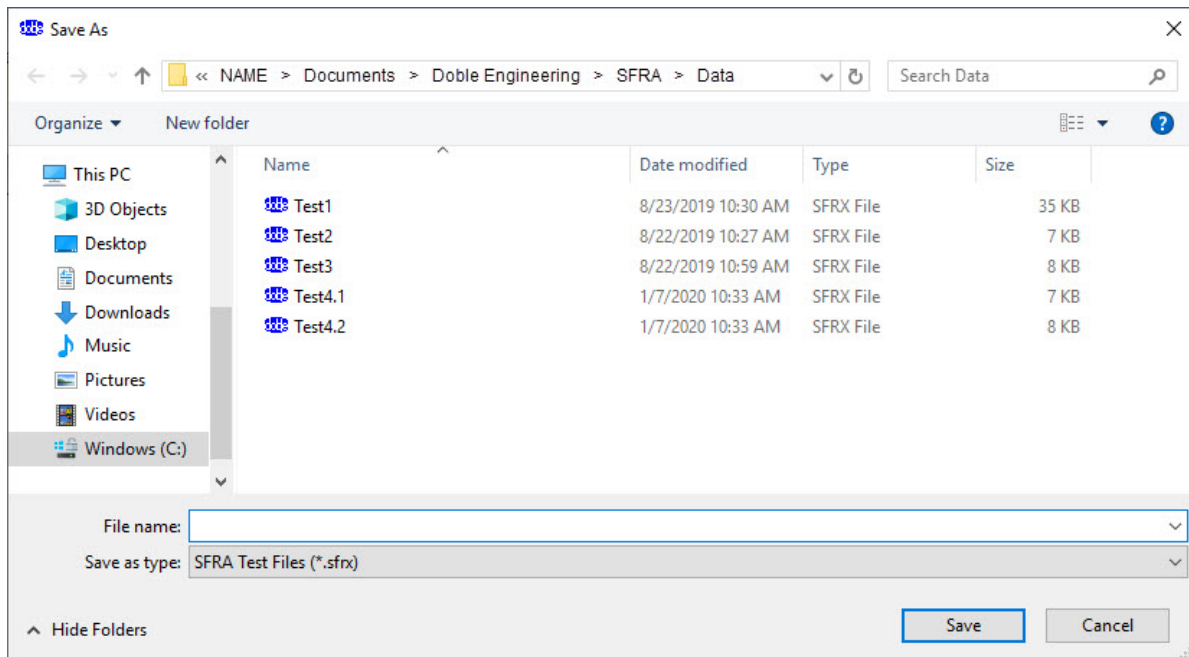 Save As
« NAME > Documents > Doble Engineering > SFRA > Data
Search Data
Organize
New folder
This PC
3D Objects
Desktop
Documents
Downloads
Music
Pictures
Videos
Windows (C:)
Name Date modified Type Size
Test1 8/23/2019 10:30 AM SFRX File 35 KB
Test2 8/22/2019 10:27 AM SFRX File 7 KB
Test3 8/22/2019 10:59 AM SFRX File 8 KB
Test4.1 1/7/2020 10:33 AM SFRX File 7 KB
Test4.2 1/7/2020 10:33 AM SFRX File 8 KB
File name:
Save as type: SFRA Test Files (*.sfrx)
Hide Folders
Save
Cancel